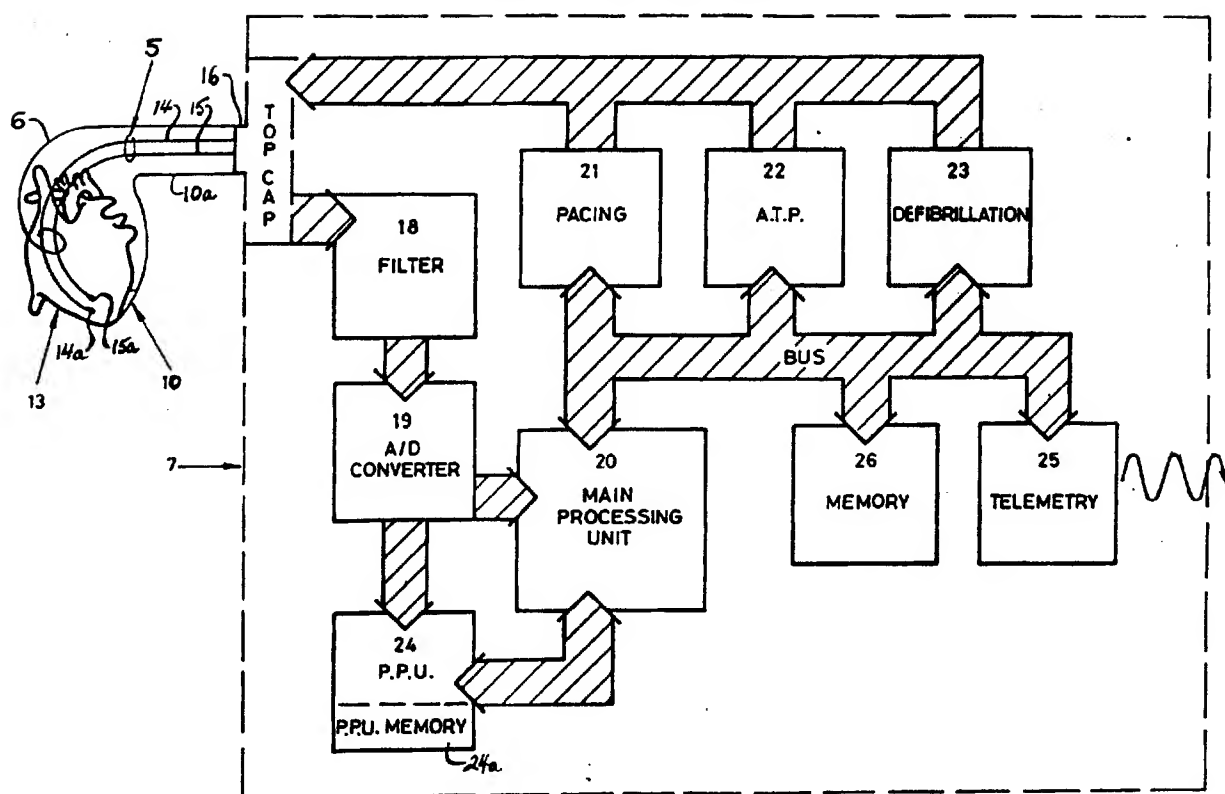 5
16
6
14
15
TOP CAP
10a
21
PACING
22
A.T.P.
23
DEFIBRILLATION
18
FILTER
BUS
14a
15a
13
10
7
19
A/D
CONVERTER
20
MAIN
PROCESSING
UNIT
26
MEMORY
25
TELEMETRY
24
P.P.U.
P.P.U. MEMORY
24a